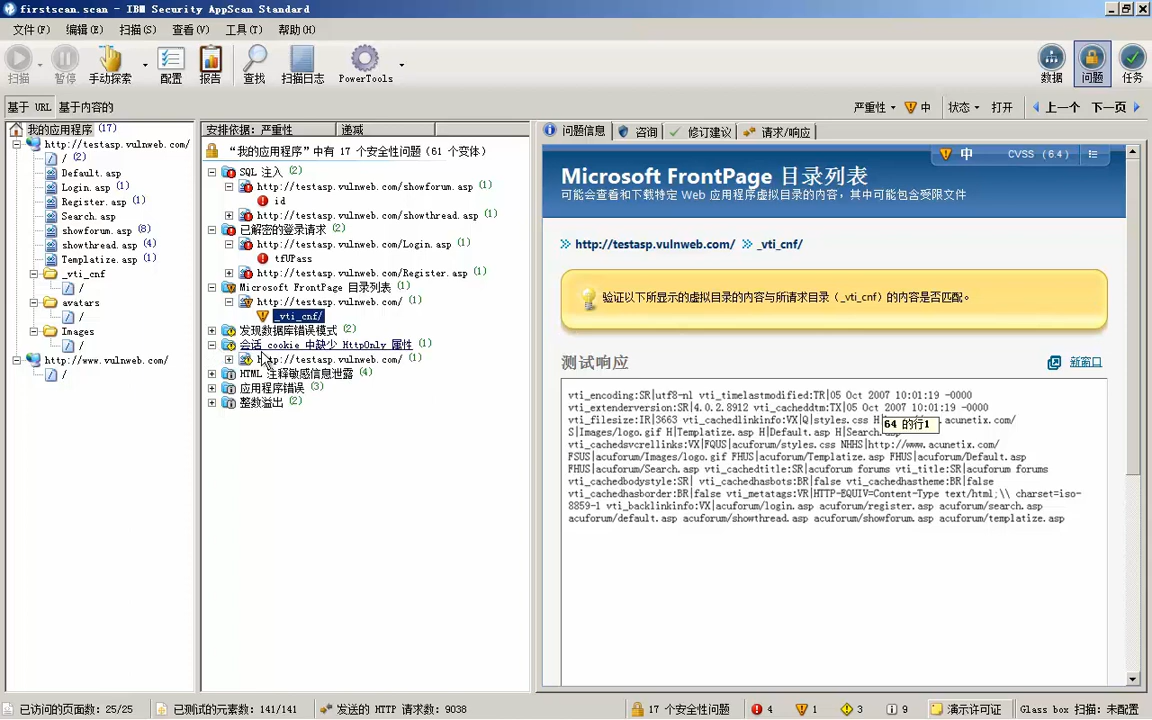 firstscan.scan - IBM Security AppScan Standard
文件(F) 编辑(E) 扫描(S) 查看(V) 工具(T) 帮助(H)
扫描 暂停 手动探索 配置 报告 查找 扫描日志 PowerTools 数据 问题 任务
基于 URL 基于内容的 严重性 中 状态 打开 上一个 下一页
我的应用程序 (17)
http://testasp.vulnweb.com/
/ (2)
Default.asp
Login.asp (1)
Register.asp (1)
Search.asp
showforum.asp (8)
showthread.asp (4)
Templatize.asp (1)
_vti_cnf
/
avatars
/
Images
/
http://www.vulnweb.com/
/
安排依据: 严重性 递减
“我的应用程序”中有 17 个安全性问题(61 个变体)
SQL 注入 (2)
http://testasp.vulnweb.com/showforum.asp (1)
id
http://testasp.vulnweb.com/showthread.asp (1)
已解密的登录请求 (2)
http://testasp.vulnweb.com/Login.asp (1)
tfUPass
http://testasp.vulnweb.com/Register.asp (1)
Microsoft FrontPage 目录列表 (1)
http://testasp.vulnweb.com/ (1)
_vti_cnf/
发现数据库错误模式 (2)
会话 cookie 中缺少 HttpOnly 属性 (1)
http://testasp.vulnweb.com/ (1)
HTML 注释敏感信息泄露 (4)
应用程序错误 (3)
整数溢出 (2)
问题信息 咨询 修订建议 请求/响应
中 CVSS (6.4)
Microsoft FrontPage 目录列表
可能会查看和下载特定 Web 应用程序虚拟目录的内容，其中可能包含受限文件
http://testasp.vulnweb.com/ _vti_cnf/
验证以下所显示的虚拟目录的内容与所请求目录（_vti_cnf）的内容是否匹配。
测试响应 新窗口
vti_encoding:SR|utf8-nl vti_timelastmodified:TR|05 Oct 2007 10:01:19 -0000
vti_extenderversion:SR|4.0.2.8912 vti_cacheddtm:TX|05 Oct 2007 10:01:19 -0000
vti_filesize:IR|3663 vti_cachedlinkinfo:VX|Q|styles.css H| acunetix.com/
64 的行1
S|Images/logo.gif H|Templatize.asp H|Default.asp H|Search.asp
vti_cachedsvcrellinks:VX|FQUS|acuforum/styles.css NHHS|http://www.acunetix.com/
FSUS|acuforum/Images/logo.gif FHUS|acuforum/Templatize.asp FHUS|acuforum/Default.asp
FHUS|acuforum/Search.asp vti_cachedtitle:SR|acuforum forums vti_title:SR|acuforum forums
vti_cachedbodystyle:SR| vti_cachedhasbots:BR|false vti_cachedhastheme:BR|false
vti_cachedhasborder:BR|false vti_metatags:VR|HTTP-EQUIV=Content-Type text/html;\\ charset=iso-
8859-1 vti_backlinkinfo:VX|acuforum/login.asp acuforum/register.asp acuforum/search.asp
acuforum/default.asp acuforum/showthread.asp acuforum/showforum.asp acuforum/templatize.asp
已访问的页面数: 25/25 已测试的元素数: 141/141 发送的 HTTP 请求数: 9038 17 个安全性问题 4 1 3 9 演示许可证 Glass box 扫描: 未配置